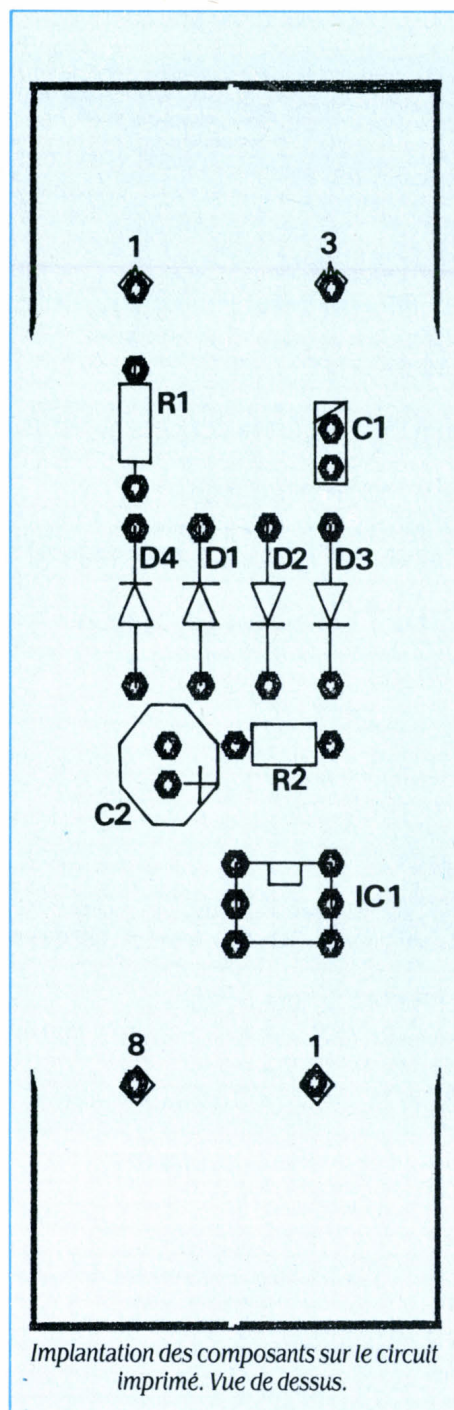 1 3
R1
C1
D4 D1 D2 D3
R2
C2
IC1
8 1
Implantation des composants sur le circuit
imprimé. Vue de dessus.